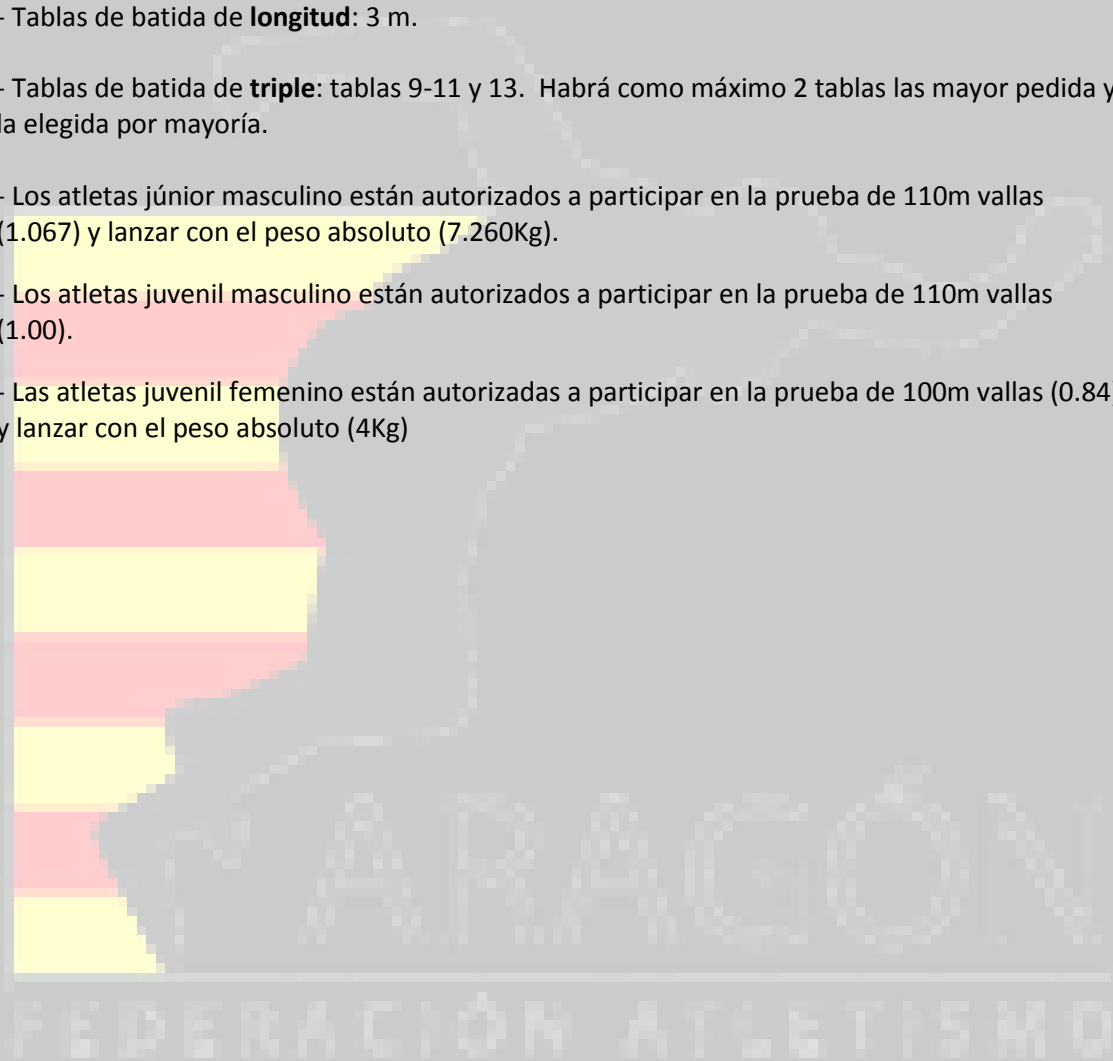 - Tablas de batida de longitud: 3 m.
- Tablas de batida de triple: tablas 9-11 y 13. Habrá como máximo 2 tablas las mayor pedida y
la elegida por mayoría.
- Los atletas júnior masculino están autorizados a participar en la prueba de 110m vallas
(1.067) y lanzar con el peso absoluto (7.260Kg).
- Los atletas juvenil masculino están autorizados a participar en la prueba de 110m vallas
(1.00).
- Las atletas juvenil femenino están autorizadas a participar en la prueba de 100m vallas (0.84)
y lanzar con el peso absoluto (4Kg)
ARAGÓN
FEDERACIÓN ATLETISMO